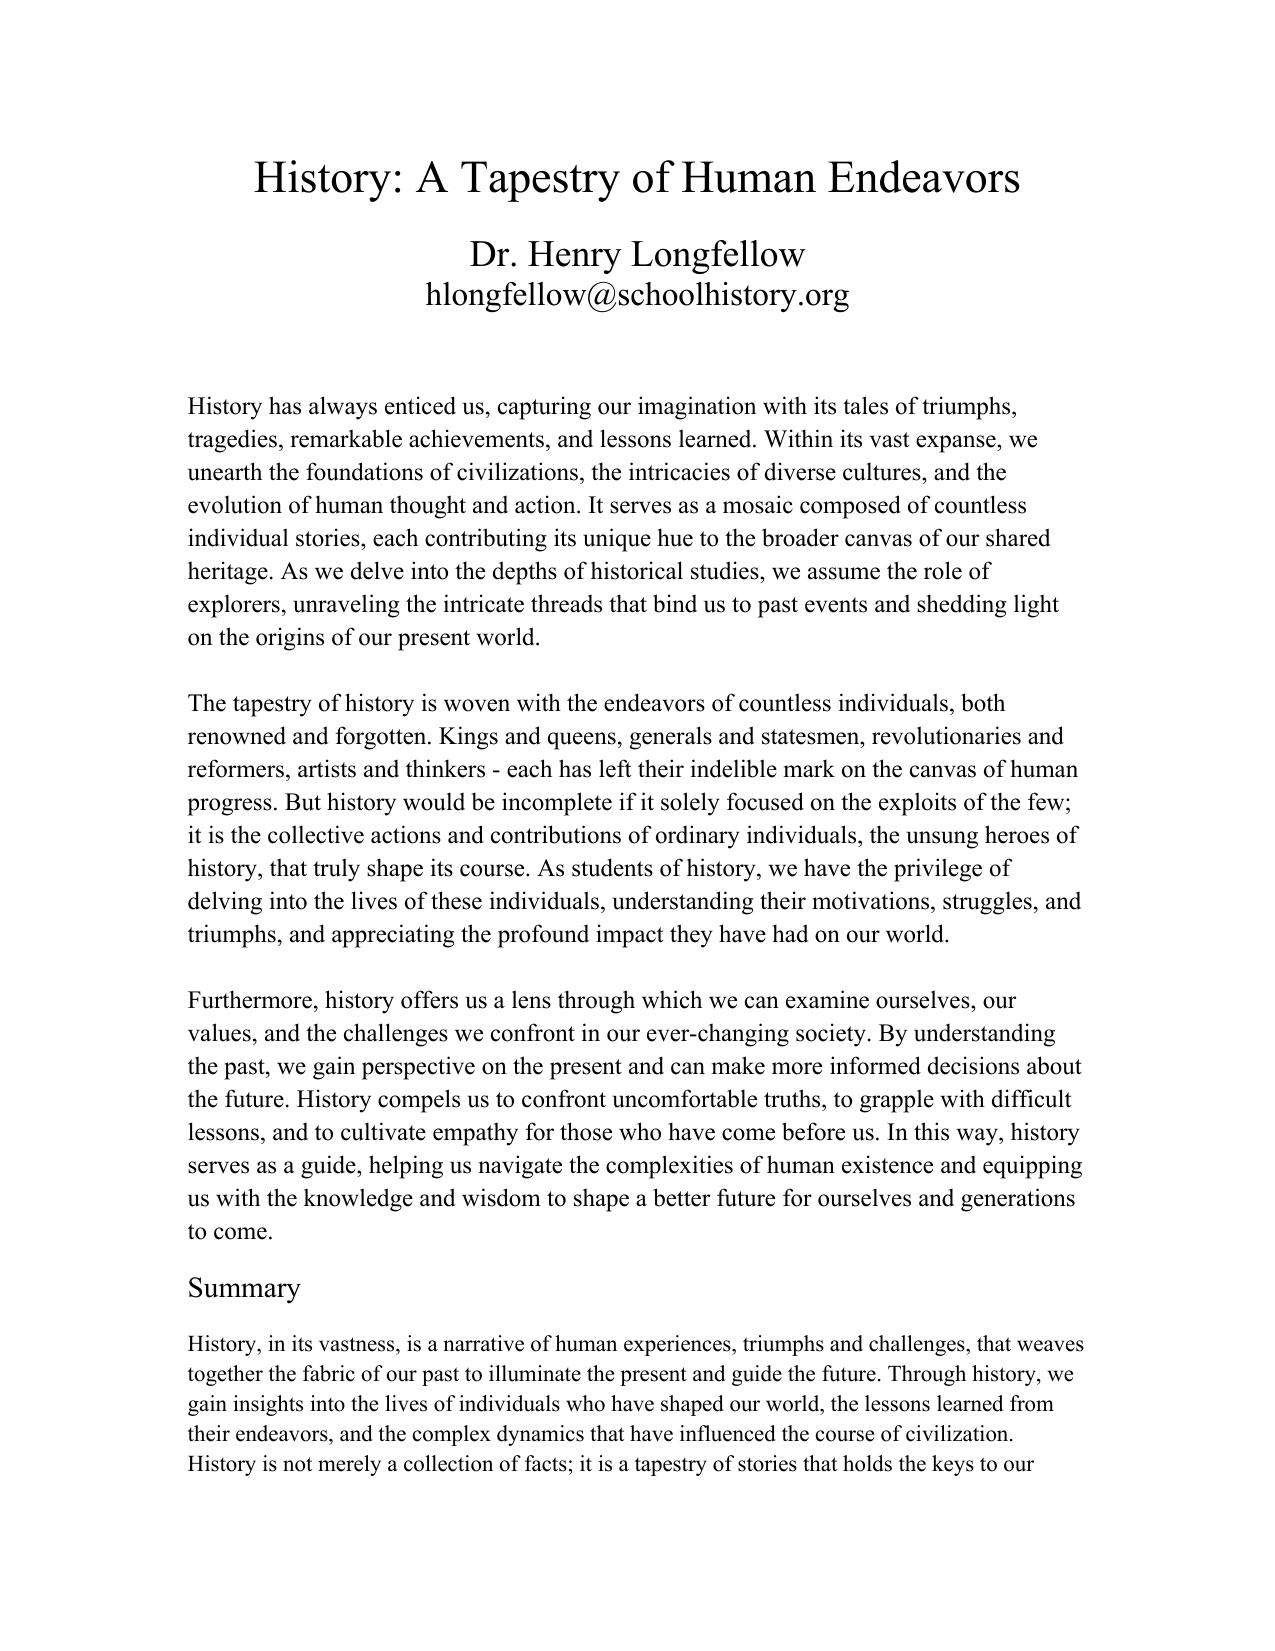 History: A Tapestry of Human Endeavors
Dr. Henry Longfellow
hlongfellow@schoolhistory.org
History has always enticed us, capturing our imagination with its tales of triumphs,
tragedies, remarkable achievements, and lessons learned. Within its vast expanse, we
unearth the foundations of civilizations, the intricacies of diverse cultures, and the
evolution of human thought and action. It serves as a mosaic composed of countless
individual stories, each contributing its unique hue to the broader canvas of our shared
heritage. As we delve into the depths of historical studies, we assume the role of
explorers, unraveling the intricate threads that bind us to past events and shedding light
on the origins of our present world.
The tapestry of history is woven with the endeavors of countless individuals, both
renowned and forgotten. Kings and queens, generals and statesmen, revolutionaries and
reformers, artists and thinkers - each has left their indelible mark on the canvas of human
progress. But history would be incomplete if it solely focused on the exploits of the few;
it is the collective actions and contributions of ordinary individuals, the unsung heroes of
history, that truly shape its course. As students of history, we have the privilege of
delving into the lives of these individuals, understanding their motivations, struggles, and
triumphs, and appreciating the profound impact they have had on our world.
Furthermore, history offers us a lens through which we can examine ourselves, our
values, and the challenges we confront in our ever-changing society. By understanding
the past, we gain perspective on the present and can make more informed decisions about
the future. History compels us to confront uncomfortable truths, to grapple with difficult
lessons, and to cultivate empathy for those who have come before us. In this way, history
serves as a guide, helping us navigate the complexities of human existence and equipping
us with the knowledge and wisdom to shape a better future for ourselves and generations
to come.
Summary
History, in its vastness, is a narrative of human experiences, triumphs and challenges, that weaves
together the fabric of our past to illuminate the present and guide the future. Through history, we
gain insights into the lives of individuals who have shaped our world, the lessons learned from
their endeavors, and the complex dynamics that have influenced the course of civilization.
History is not merely a collection of facts; it is a tapestry of stories that holds the keys to our